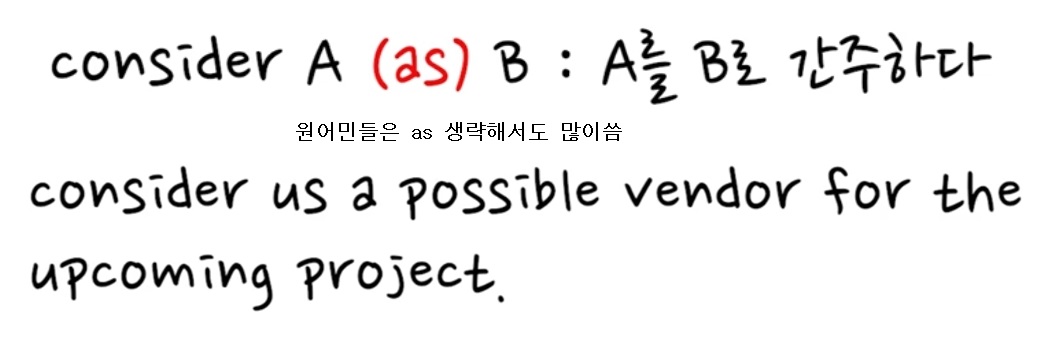 consider A (as) B : A를 B로 간주하다
원어민들은 as 생략해서도 많이씀
consider us a possible vendor for the
upcoming project.